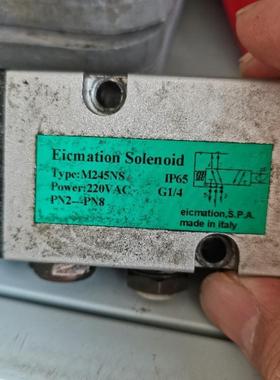 Eicmation Solenoid
Type:M245NS IP65
Power:220VAC G1/4
PN2—PN8
eicmation,S.P.A.
made in italy